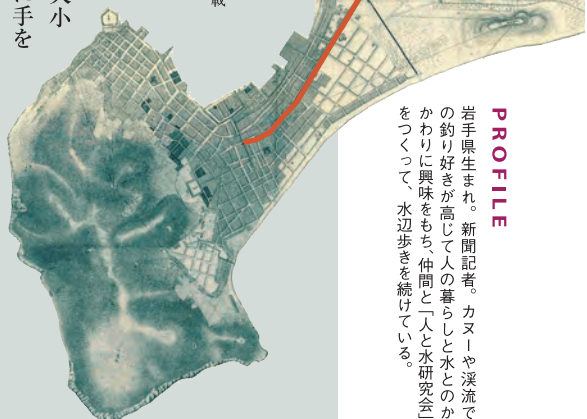 PROFILE
岩手県生まれ。新聞記者。カヌーや渓流で
の釣り好きが高じて人の暮らしと水とのか
かわりに興味をもち、仲間と「人と水研究会」
をつくって、水辺歩きを続けている。
載
小
手を